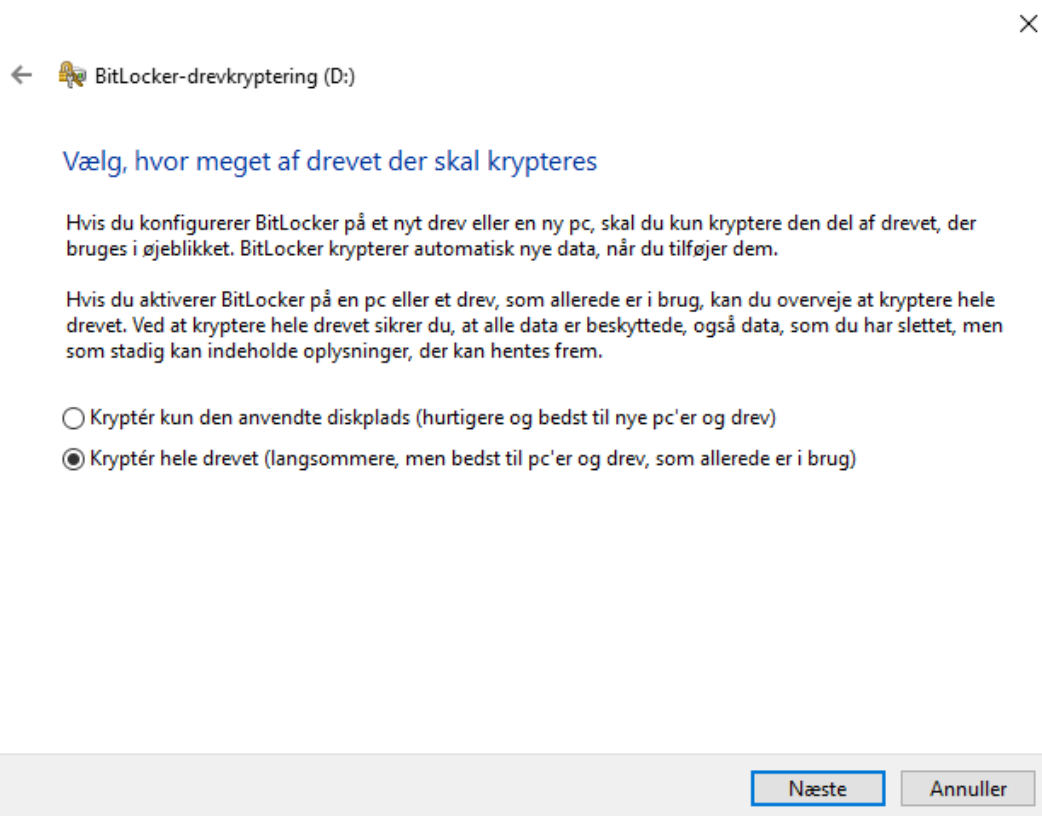 BitLocker-drevkryptering (D:)
Vælg, hvor meget af drevet der skal krypteres
Hvis du konfigurerer BitLocker på et nyt drev eller en ny pc, skal du kun kryptere den del af drevet, der
bruges i øjeblikket. BitLocker krypterer automatisk nye data, når du tilføjer dem.
Hvis du aktiverer BitLocker på en pc eller et drev, som allerede er i brug, kan du overveje at kryptere hele
drevet. Ved at kryptere hele drevet sikrer du, at alle data er beskyttede, også data, som du har slettet, men
som stadig kan indeholde oplysninger, der kan hentes frem.
Kryptér kun den anvendte diskplads (hurtigere og bedst til nye pc'er og drev)
Kryptér hele drevet (langsommere, men bedst til pc'er og drev, som allerede er i brug)
Næste
Annuller